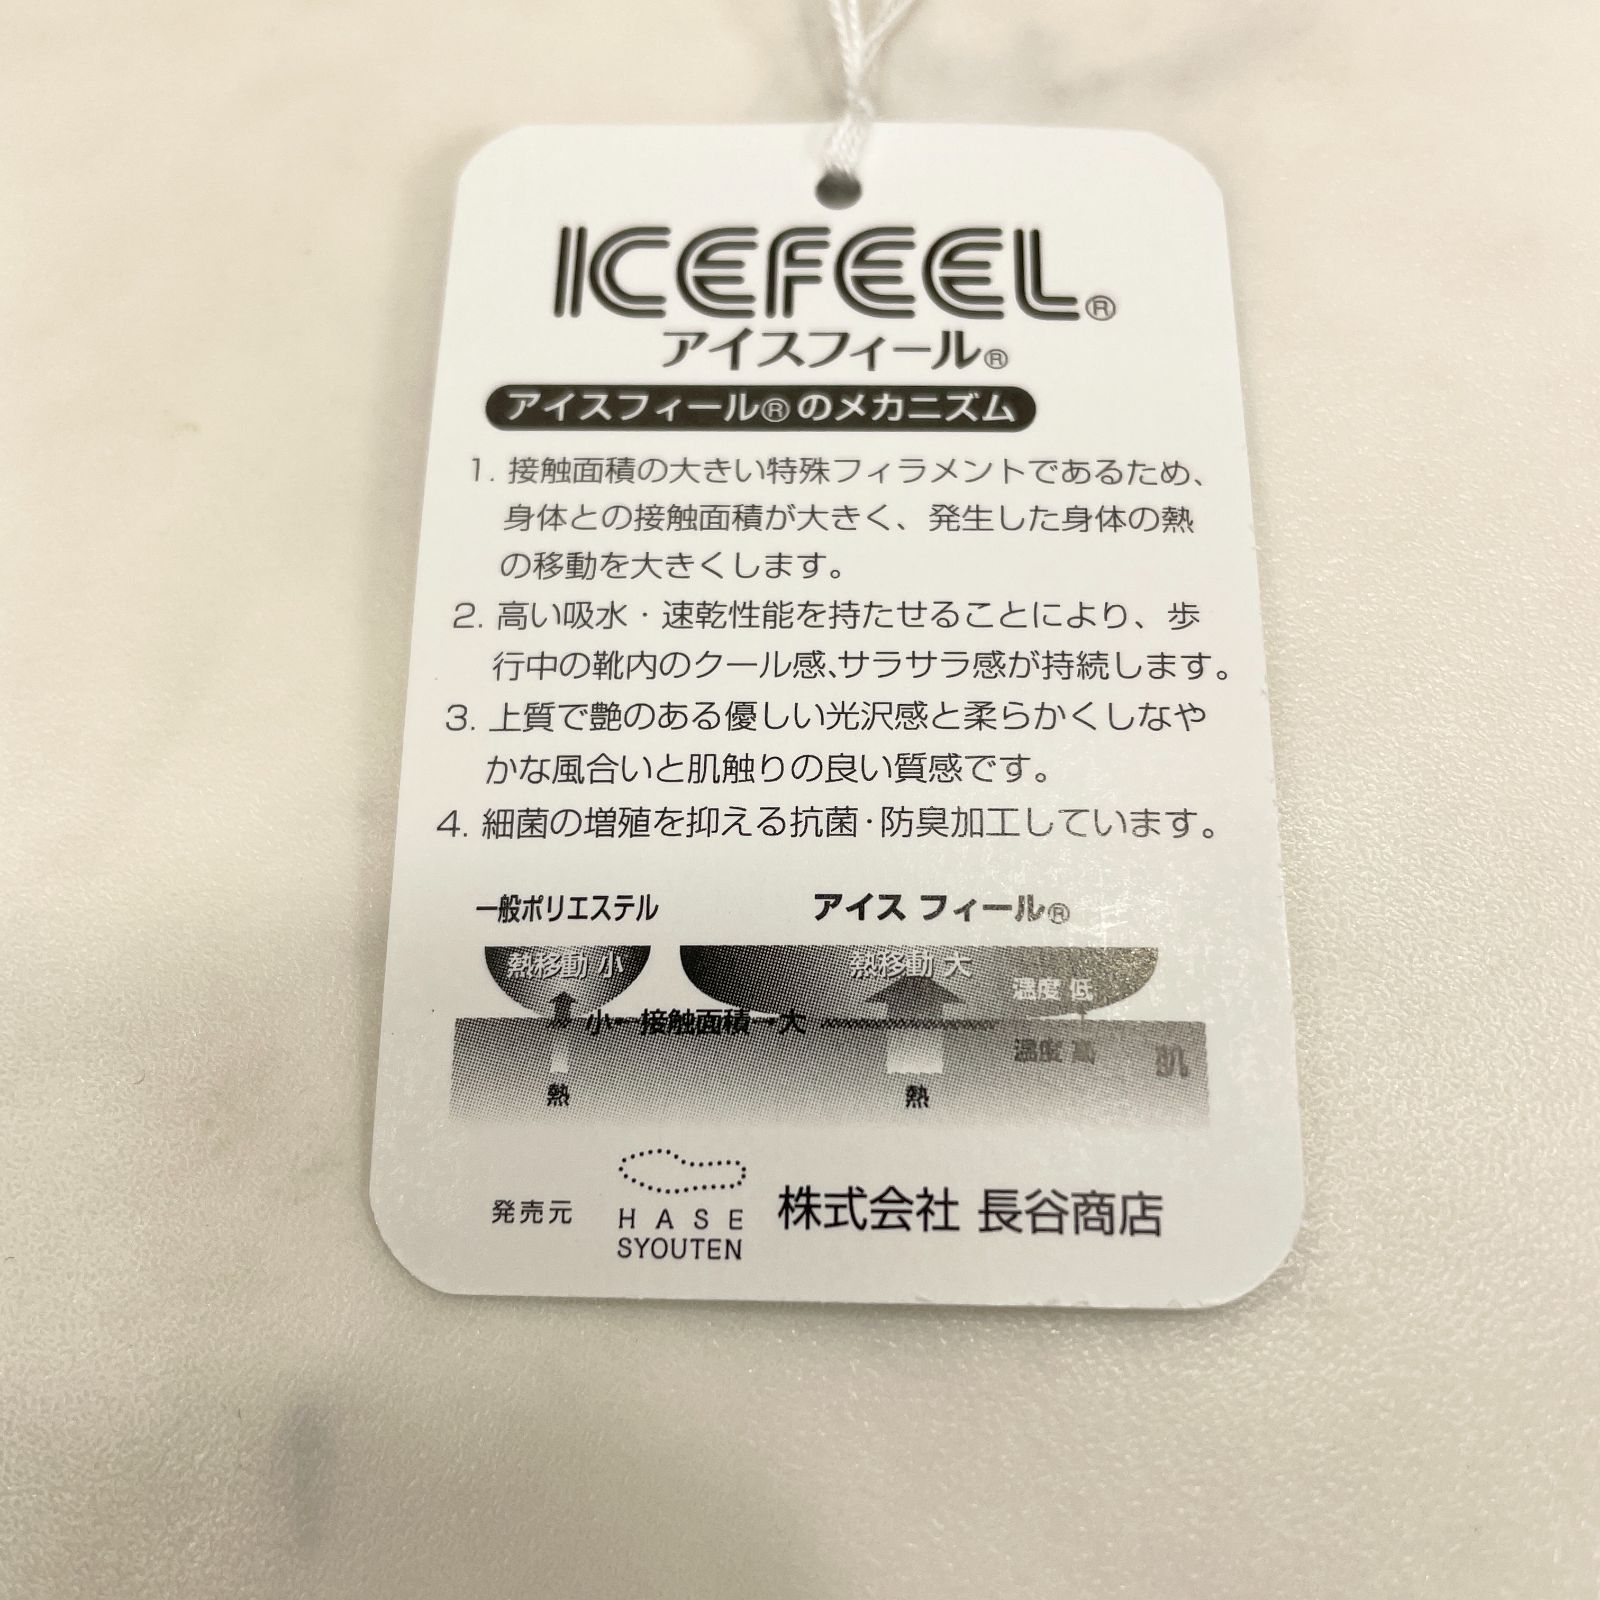 ICEFEEL®
アイスフィール®
アイスフィール®のメカニズム
1. 接触面積の大きい特殊フィラメントであるため、
身体との接触面積が大きく、発生した身体の熱
の移動を大きくします。
2. 高い吸水・速乾性能を持たせることにより、歩
行中の靴内のクール感､サラサラ感が持続します。
3. 上質で艶のある優しい光沢感と柔らかくしなや
かな風合いと肌触りの良い質感です。
4. 細菌の増殖を抑える抗菌・防臭加工しています。
一般ポリエステル アイス フィール®
熱移動 小 熱移動 大 温度 低
小←接触面積→大
温度 高 肌
熱 熱
発売元 HASE SYOUTEN 株式会社 長谷商店